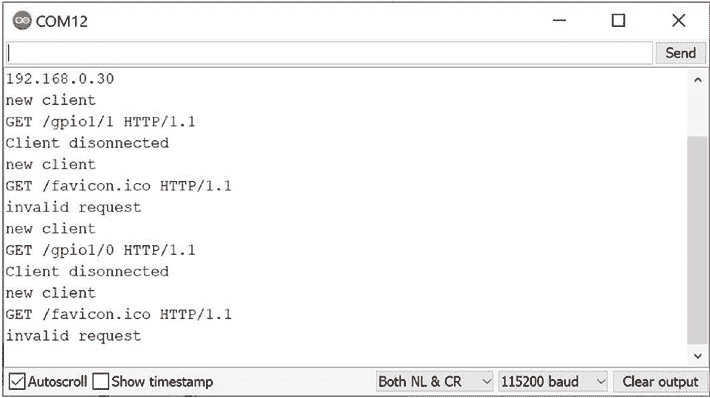 COM12
Send
192.168.0.30
new client
GET /gpio1/1 HTTP/1.1
Client disonnected
new client
GET /favicon.ico HTTP/1.1
invalid request
new client
GET /gpio1/0 HTTP/1.1
Client disonnected
new client
GET /favicon.ico HTTP/1.1
invalid request
Autoscroll Show timestamp Both NL & CR 115200 baud Clear output